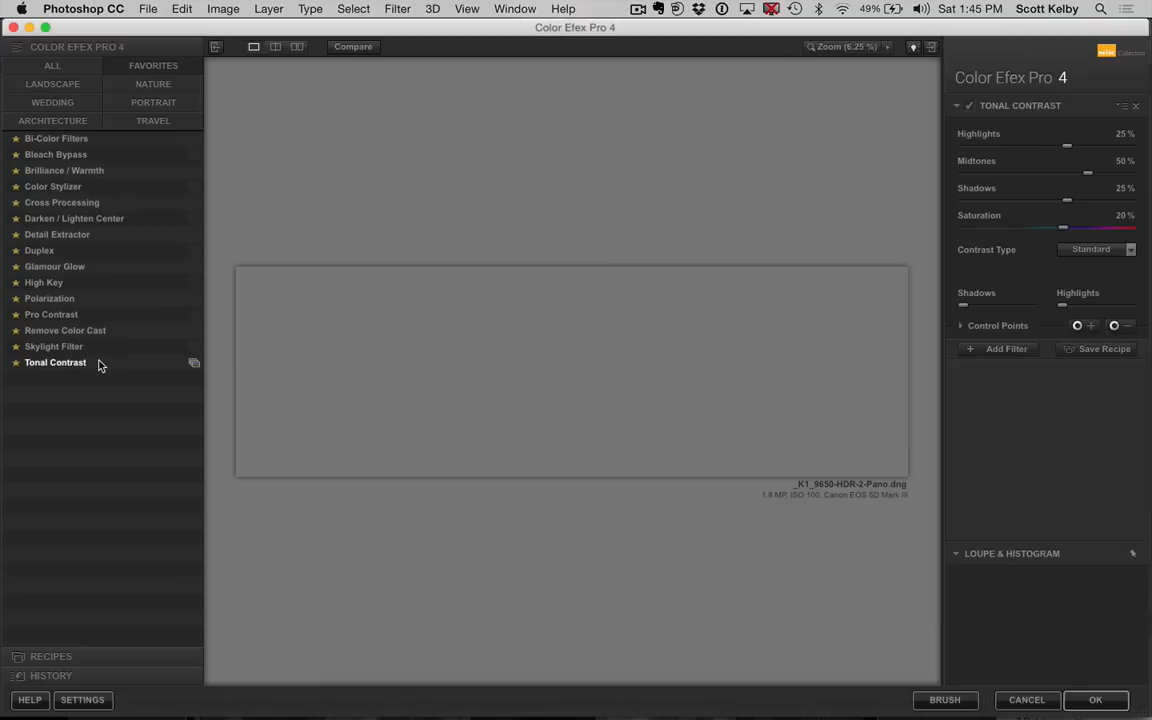 Photoshop CC File Edit Image Layer Type Select Filter 3D View Window Help 49% Sat 1:45 PM Scott Kelby
Color Efex Pro 4
COLOR EFEX PRO 4
Compare
Zoom (6.25 %)
ALL FAVORITES
LANDSCAPE NATURE
WEDDING PORTRAIT
ARCHITECTURE TRAVEL
Bi-Color Filters
Bleach Bypass
Brilliance / Warmth
Color Stylizer
Cross Processing
Darken / Lighten Center
Detail Extractor
Duplex
Glamour Glow
High Key
Polarization
Pro Contrast
Remove Color Cast
Skylight Filter
Tonal Contrast
RECIPES
HISTORY
HELP SETTINGS
_K1_9650-HDR-2-Pano.dng
1.8 MP, ISO 100, Canon EOS 5D Mark III
Collection
Color Efex Pro 4
TONAL CONTRAST
Highlights 25%
Midtones 50%
Shadows 25%
Saturation 20%
Contrast Type Standard
Shadows Highlights
Control Points
Add Filter Save Recipe
LOUPE & HISTOGRAM
BRUSH CANCEL OK